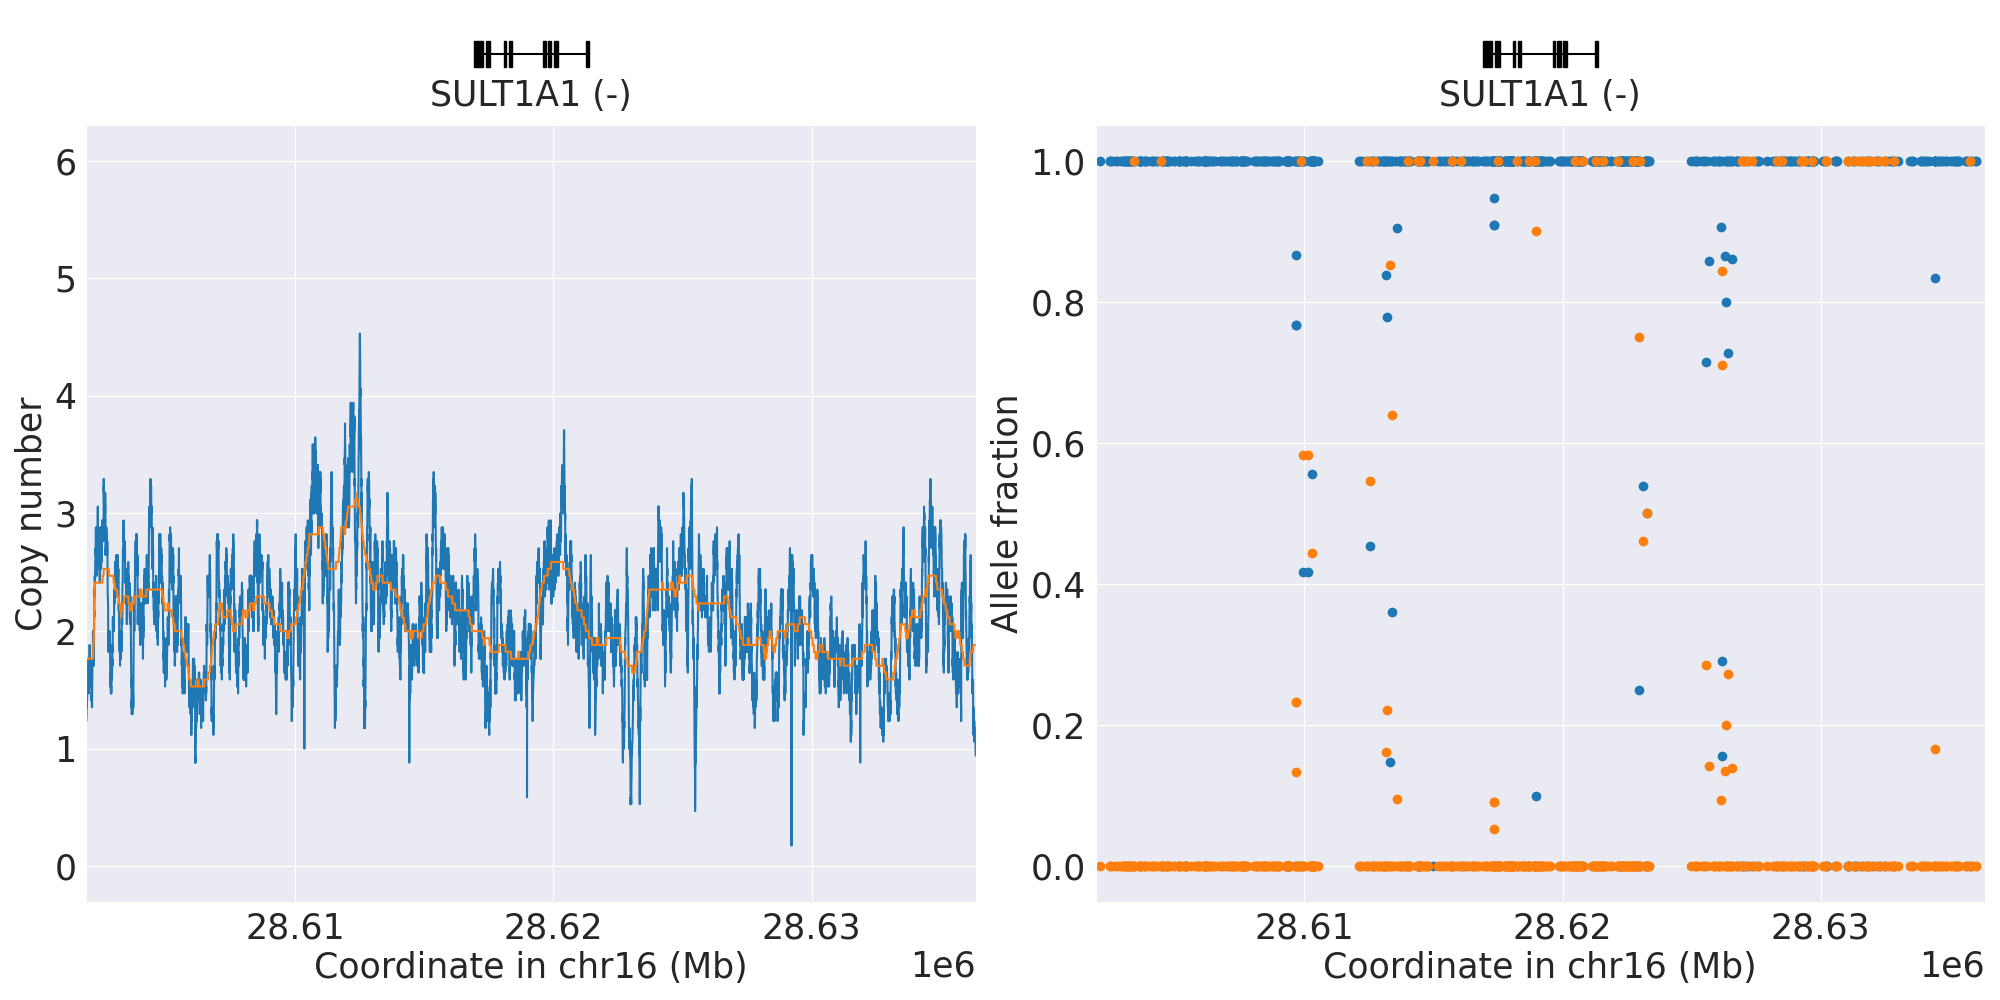 SULT1A1 (-)
6
5
4
3
2
1
0
Copy number
28.61
28.62
28.63
Coordinate in chr16 (Mb)
1e6
SULT1A1 (-)
1.0
0.8
0.6
0.4
0.2
0.0
Allele fraction
28.61
28.62
28.63
Coordinate in chr16 (Mb)
1e6